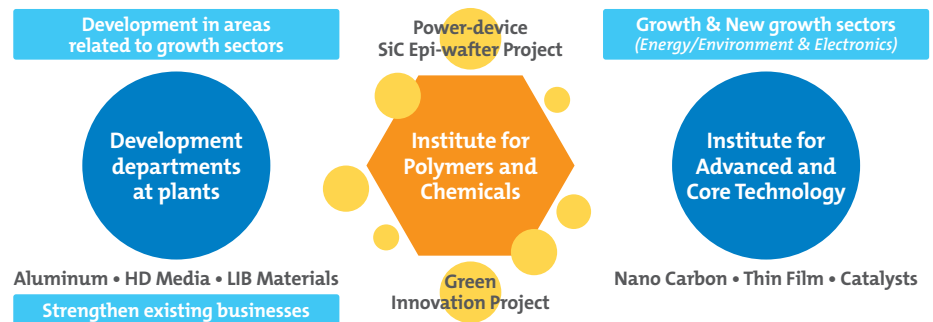 Development in areas
related to growth sectors
Development
departments
at plants
Aluminum • HD Media • LIB Materials
Strengthen existing businesses
Power-device
SiC Epi-wafter Project
Institute for
Polymers and
Chemicals
Green
Innovation Project
Growth & New growth sectors
(Energy/Environment & Electronics)
Institute for
Advanced and
Core Technology
Nano Carbon • Thin Film • Catalysts